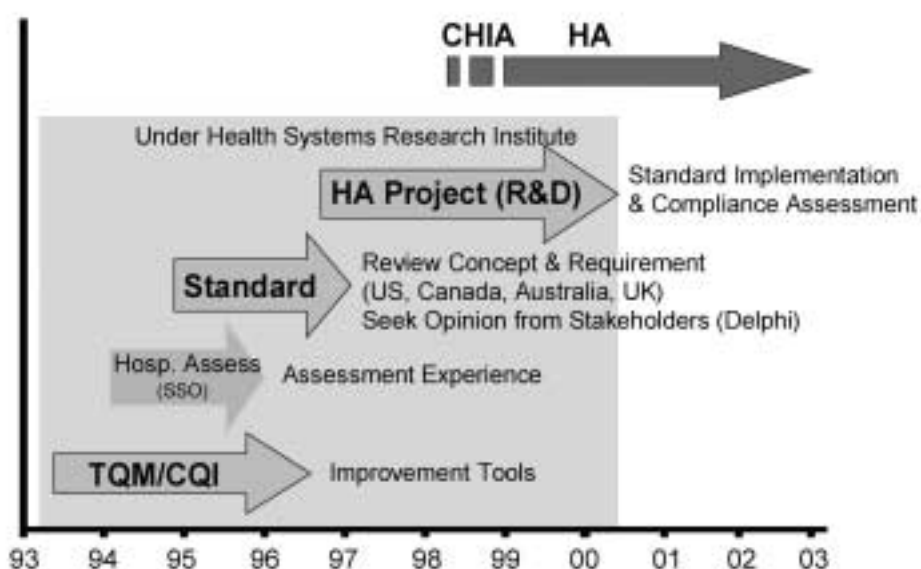 CHIA HA
Under Health Systems Research Institute
HA Project (R&D)
Standard Implementation
& Compliance Assessment
Standard
Review Concept & Requirement
(US, Canada, Australia, UK)
Seek Opinion from Stakeholders (Delphi)
Hosp. Assess
(SSO)
Assessment Experience
TQM/CQI
Improvement Tools
93 94 95 96 97 98 99 00 01 02 03